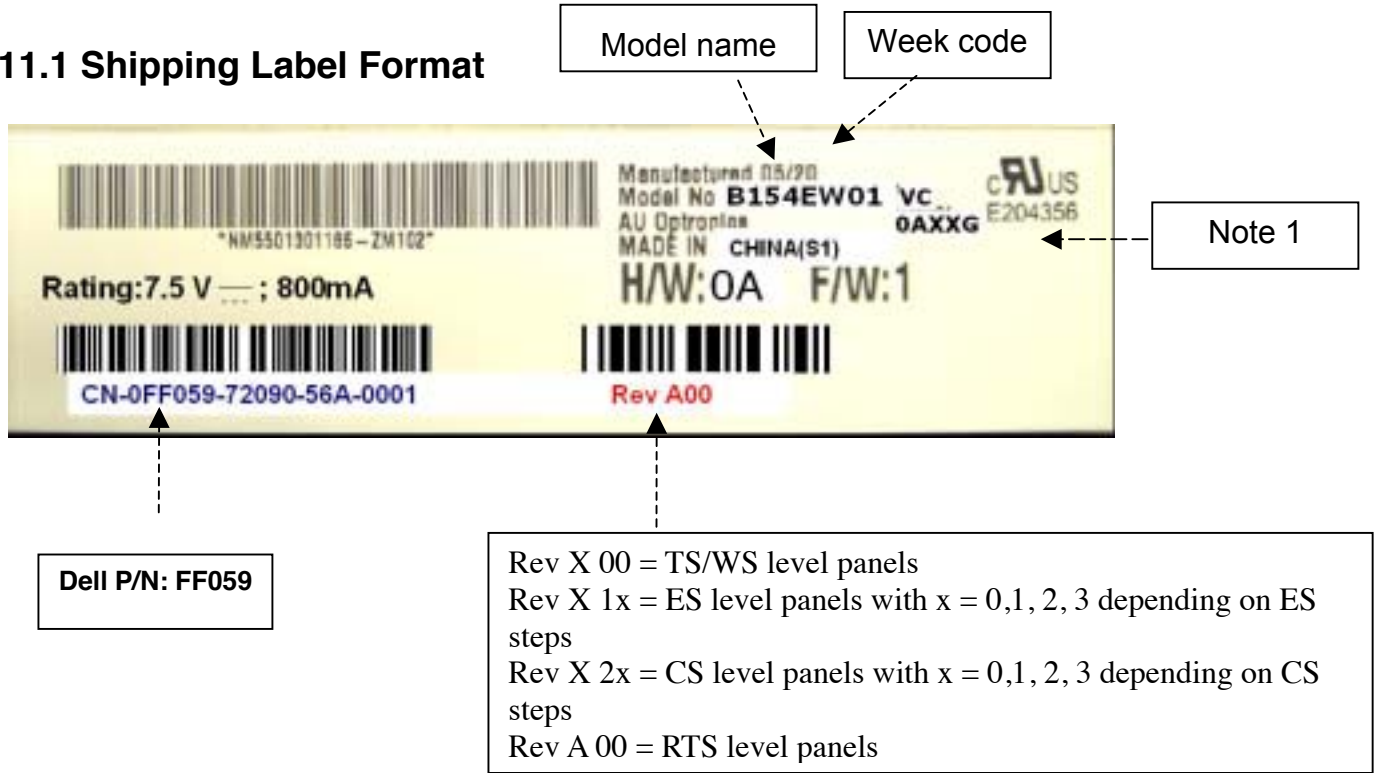 Model name
Week code
11.1 Shipping Label Format
Manufactured 05/20
Model No B154EW01 VC
AU Optronics 0AXXG
MADE IN CHINA(S1)
H/W:0A F/W:1
cRUus
E204356
Note 1
*NM5501301186-ZM102*
Rating:7.5 V ⎓ ; 800mA
CN-0FF059-72090-56A-0001
Rev A00
Dell P/N: FF059
Rev X 00 = TS/WS level panels
Rev X 1x = ES level panels with x = 0,1, 2, 3 depending on ES
steps
Rev X 2x = CS level panels with x = 0,1, 2, 3 depending on CS
steps
Rev A 00 = RTS level panels